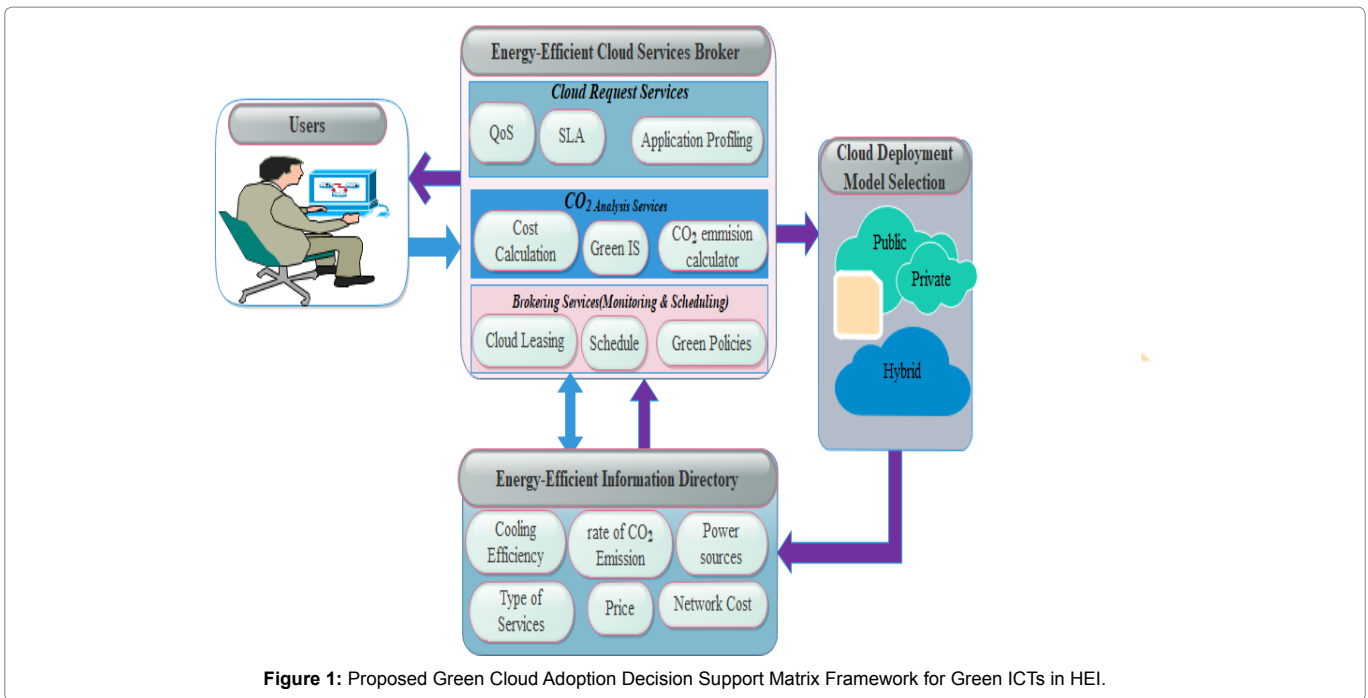 Energy-Efficient Cloud Services Broker
Cloud Request Services
QoS
SLA
Application Profiling
Users
CO2 Analysis Services
Cost
Calculation
Green IS
CO2 emmision
calculator
Brokering Services(Monitoring & Scheduling)
Cloud Leasing
Schedule
Green Policies
Cloud Deployment
Model Selection
Public
Private
Hybrid
Energy-Efficient Information Directory
Cooling
Efficiency
rate of CO2
Emission
Power
sources
Type of
Services
Price
Network Cost
Figure 1: Proposed Green Cloud Adoption Decision Support Matrix Framework for Green ICTs in HEI.